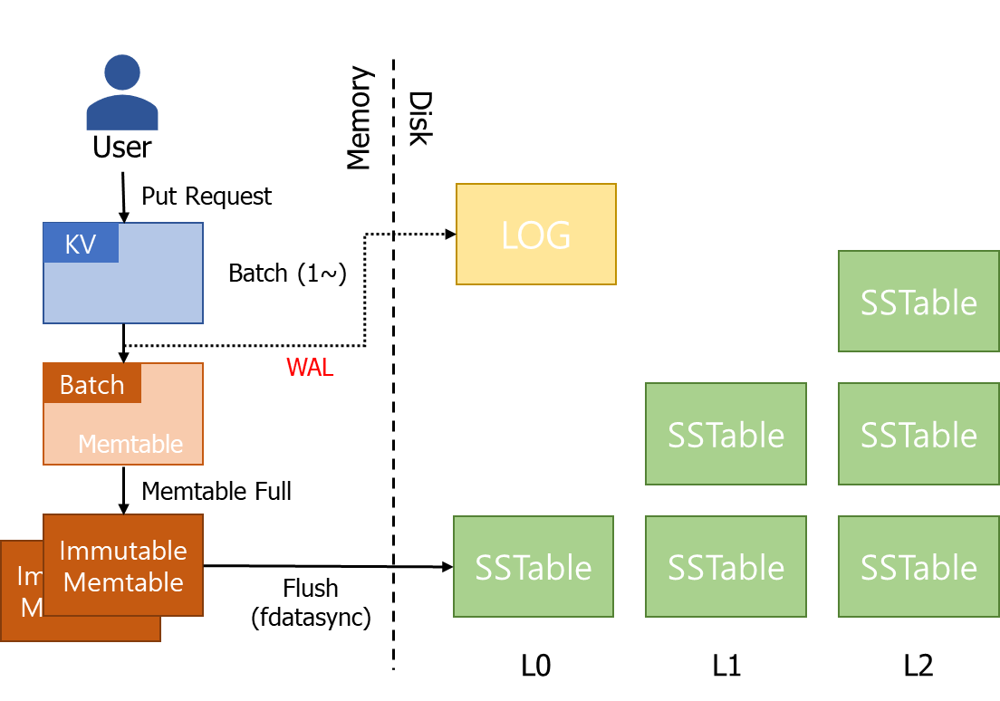 User
Memory
Disk
Put Request
KV
LOG
Batch (1~)
WAL
Batch
Memtable
Memtable Full
Immutable
Memtable
Flush
(fdatasync)
SSTable
SSTable
SSTable
SSTable
SSTable
SSTable
L0
L1
L2